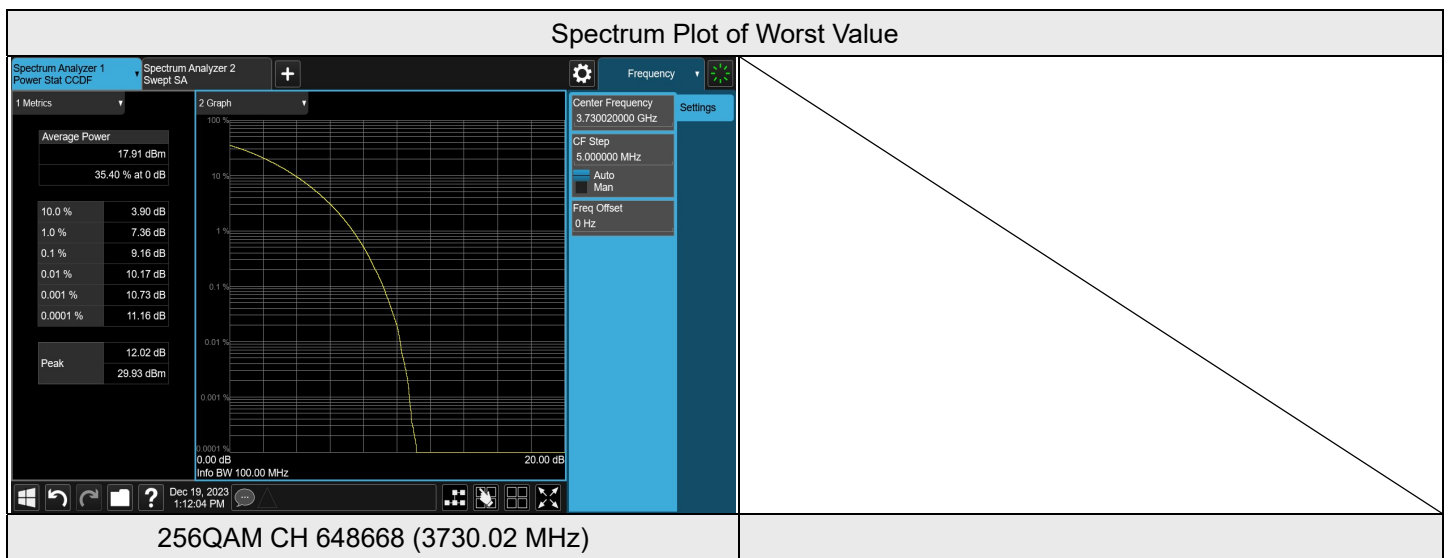 Spectrum Plot of Worst Value
Spectrum Analyzer 1
Power Stat CCDF
Spectrum Analyzer 2
Swept SA
+
Frequency
1 Metrics
2 Graph
Average Power
17.91 dBm
35.40 % at 0 dB
10.0 % 3.90 dB
1.0 % 7.36 dB
0.1 % 9.16 dB
0.01 % 10.17 dB
0.001 % 10.73 dB
0.0001 % 11.16 dB
Peak
12.02 dB
29.93 dBm
100 %
10 %
1 %
0.1 %
0.01 %
0.001 %
0.0001 %
0.00 dB 20.00 dB
Info BW 100.00 MHz
Center Frequency
3.730020000 GHz
Settings
CF Step
5.000000 MHz
Auto
Man
Freq Offset
0 Hz
?
Dec 19, 2023
1:12:04 PM
256QAM CH 648668 (3730.02 MHz)